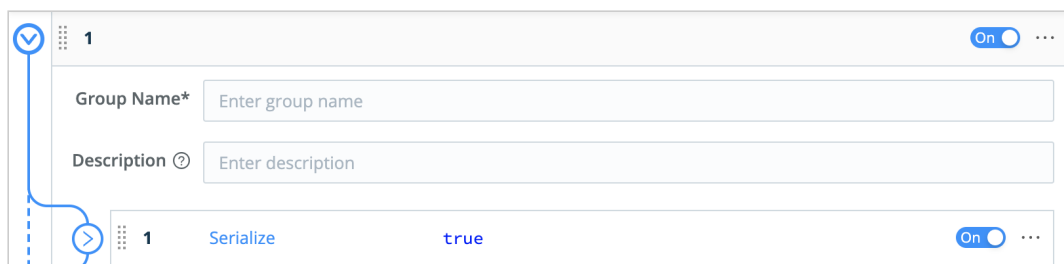 1 On ...
Group Name* Enter group name
Description ? Enter description
1 Serialize true On ...